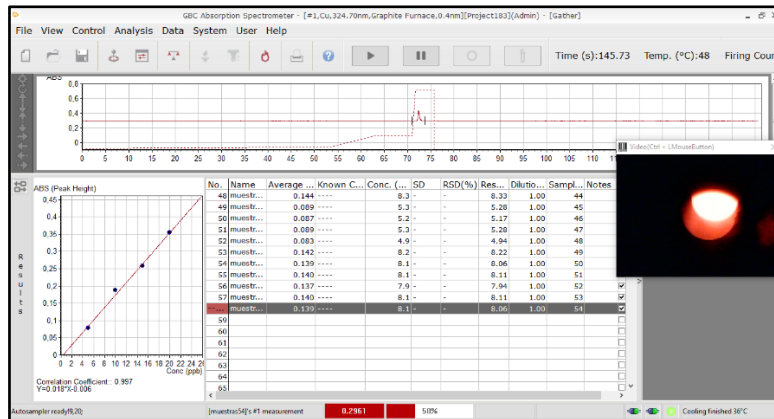 GBC Absorption Spectrometer - [#1,Cu,324.70nm,Graphite Furnace,0.4nm][Project183](Admin) - [Gather]
File View Control Analysis Data System User Help
Time (s):145.73 Temp. (°C):48 Firing Coun
ABS
0,8
0,6
0,4
0,2
0
0 5 10 15 20 25 30 35 40 45 50 55 60 65 70 75 80 85 90 95 100 105 110 11
Video(Ctrl + LMouseButton)
Results
ABS (Peak Height)
0,45
0,4
0,35
0,3
0,25
0,2
0,15
0,1
0,05
0
0 2 4 6 8 10 12 14 16 18 20 22 24 26
Conc (ppb)
Correlation Coefficient:: 0.997
Y=0.018*X-0.006
No. Name Average ... Known C... Conc. (... SD RSD(%) Res... Dilutio... Sampl... Notes
48 muestr... 0.144 ---- 8.3 - - 8.33 1.00 44
49 muestr... 0.089 ---- 5.3 - - 5.28 1.00 45
50 muestr... 0.087 ---- 5.2 - - 5.17 1.00 46
51 muestr... 0.089 ---- 5.3 - - 5.28 1.00 47
52 muestr... 0.083 ---- 4.9 - - 4.94 1.00 48
53 muestr... 0.142 ---- 8.2 - - 8.22 1.00 49
54 muestr... 0.139 ---- 8.1 - - 8.06 1.00 50
55 muestr... 0.140 ---- 8.1 - - 8.11 1.00 51
56 muestr... 0.137 ---- 7.9 - - 7.94 1.00 52
57 muestr... 0.140 ---- 8.1 - - 8.11 1.00 53
muestr... 0.139 ---- 8.1 - - 8.06 1.00 54
59
60
61
62
63
64
65
Autosampler ready!9,20; [muestras54]'s #1 measurement 0.2961 50% Cooling finished 36°C